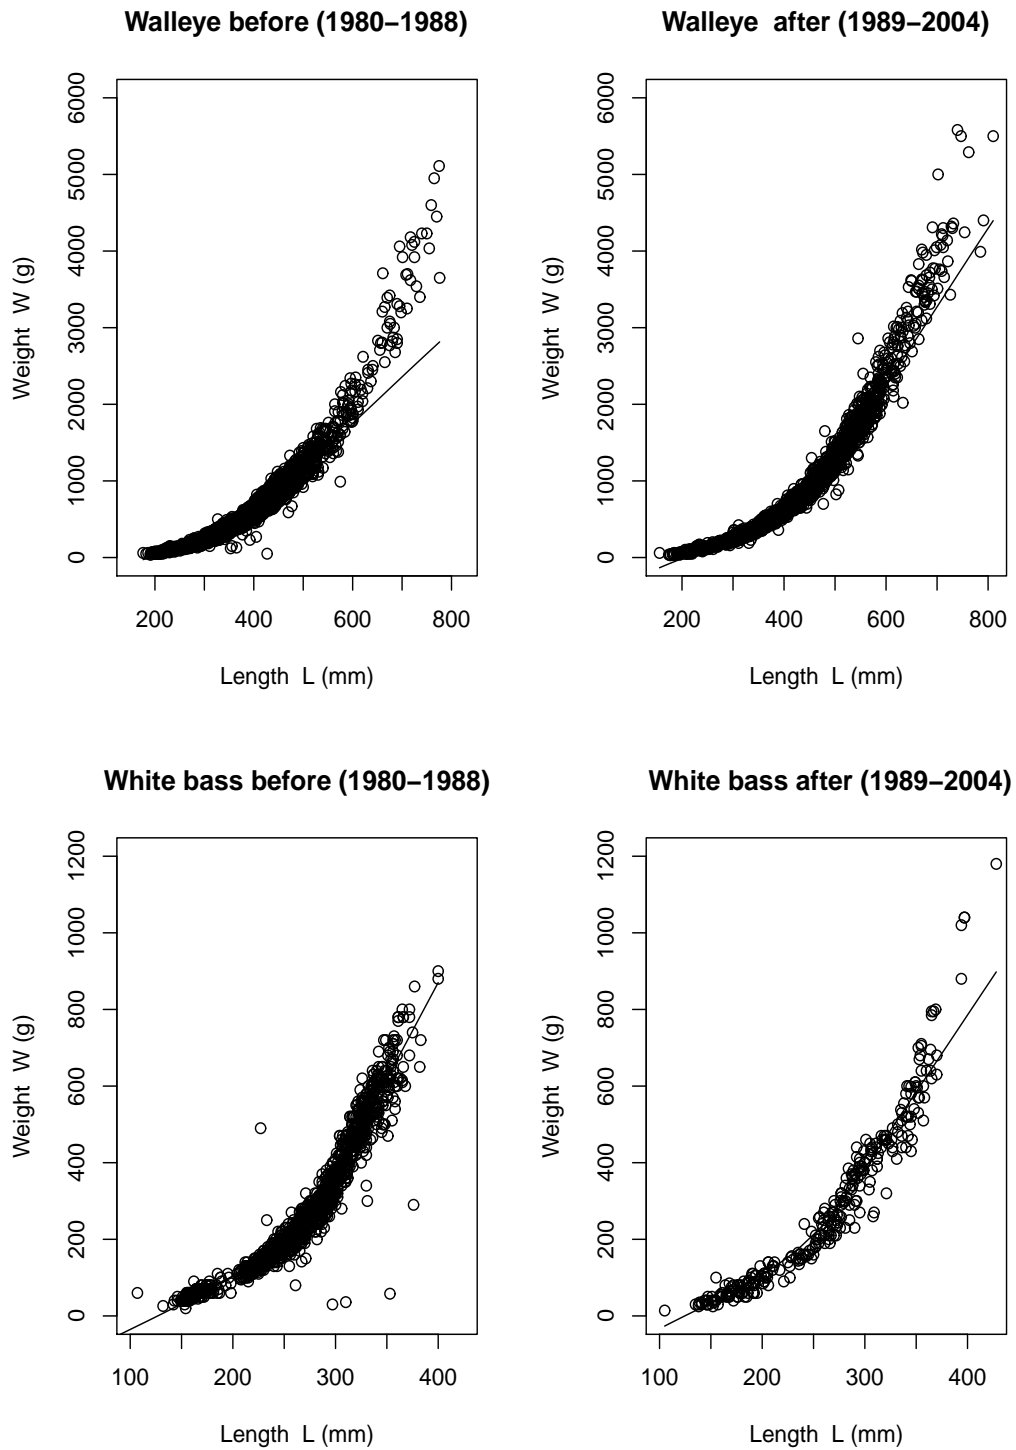 Walleye before (1980−1988)
Weight W (g)
0 1000 2000 3000 4000 5000 6000
200 400 600 800
Length L (mm)
Walleye after (1989−2004)
Weight W (g)
0 1000 2000 3000 4000 5000 6000
200 400 600 800
Length L (mm)
White bass before (1980−1988)
Weight W (g)
0 200 400 600 800 1000 1200
100 200 300 400
Length L (mm)
White bass after (1989−2004)
Weight W (g)
0 200 400 600 800 1000 1200
100 200 300 400
Length L (mm)